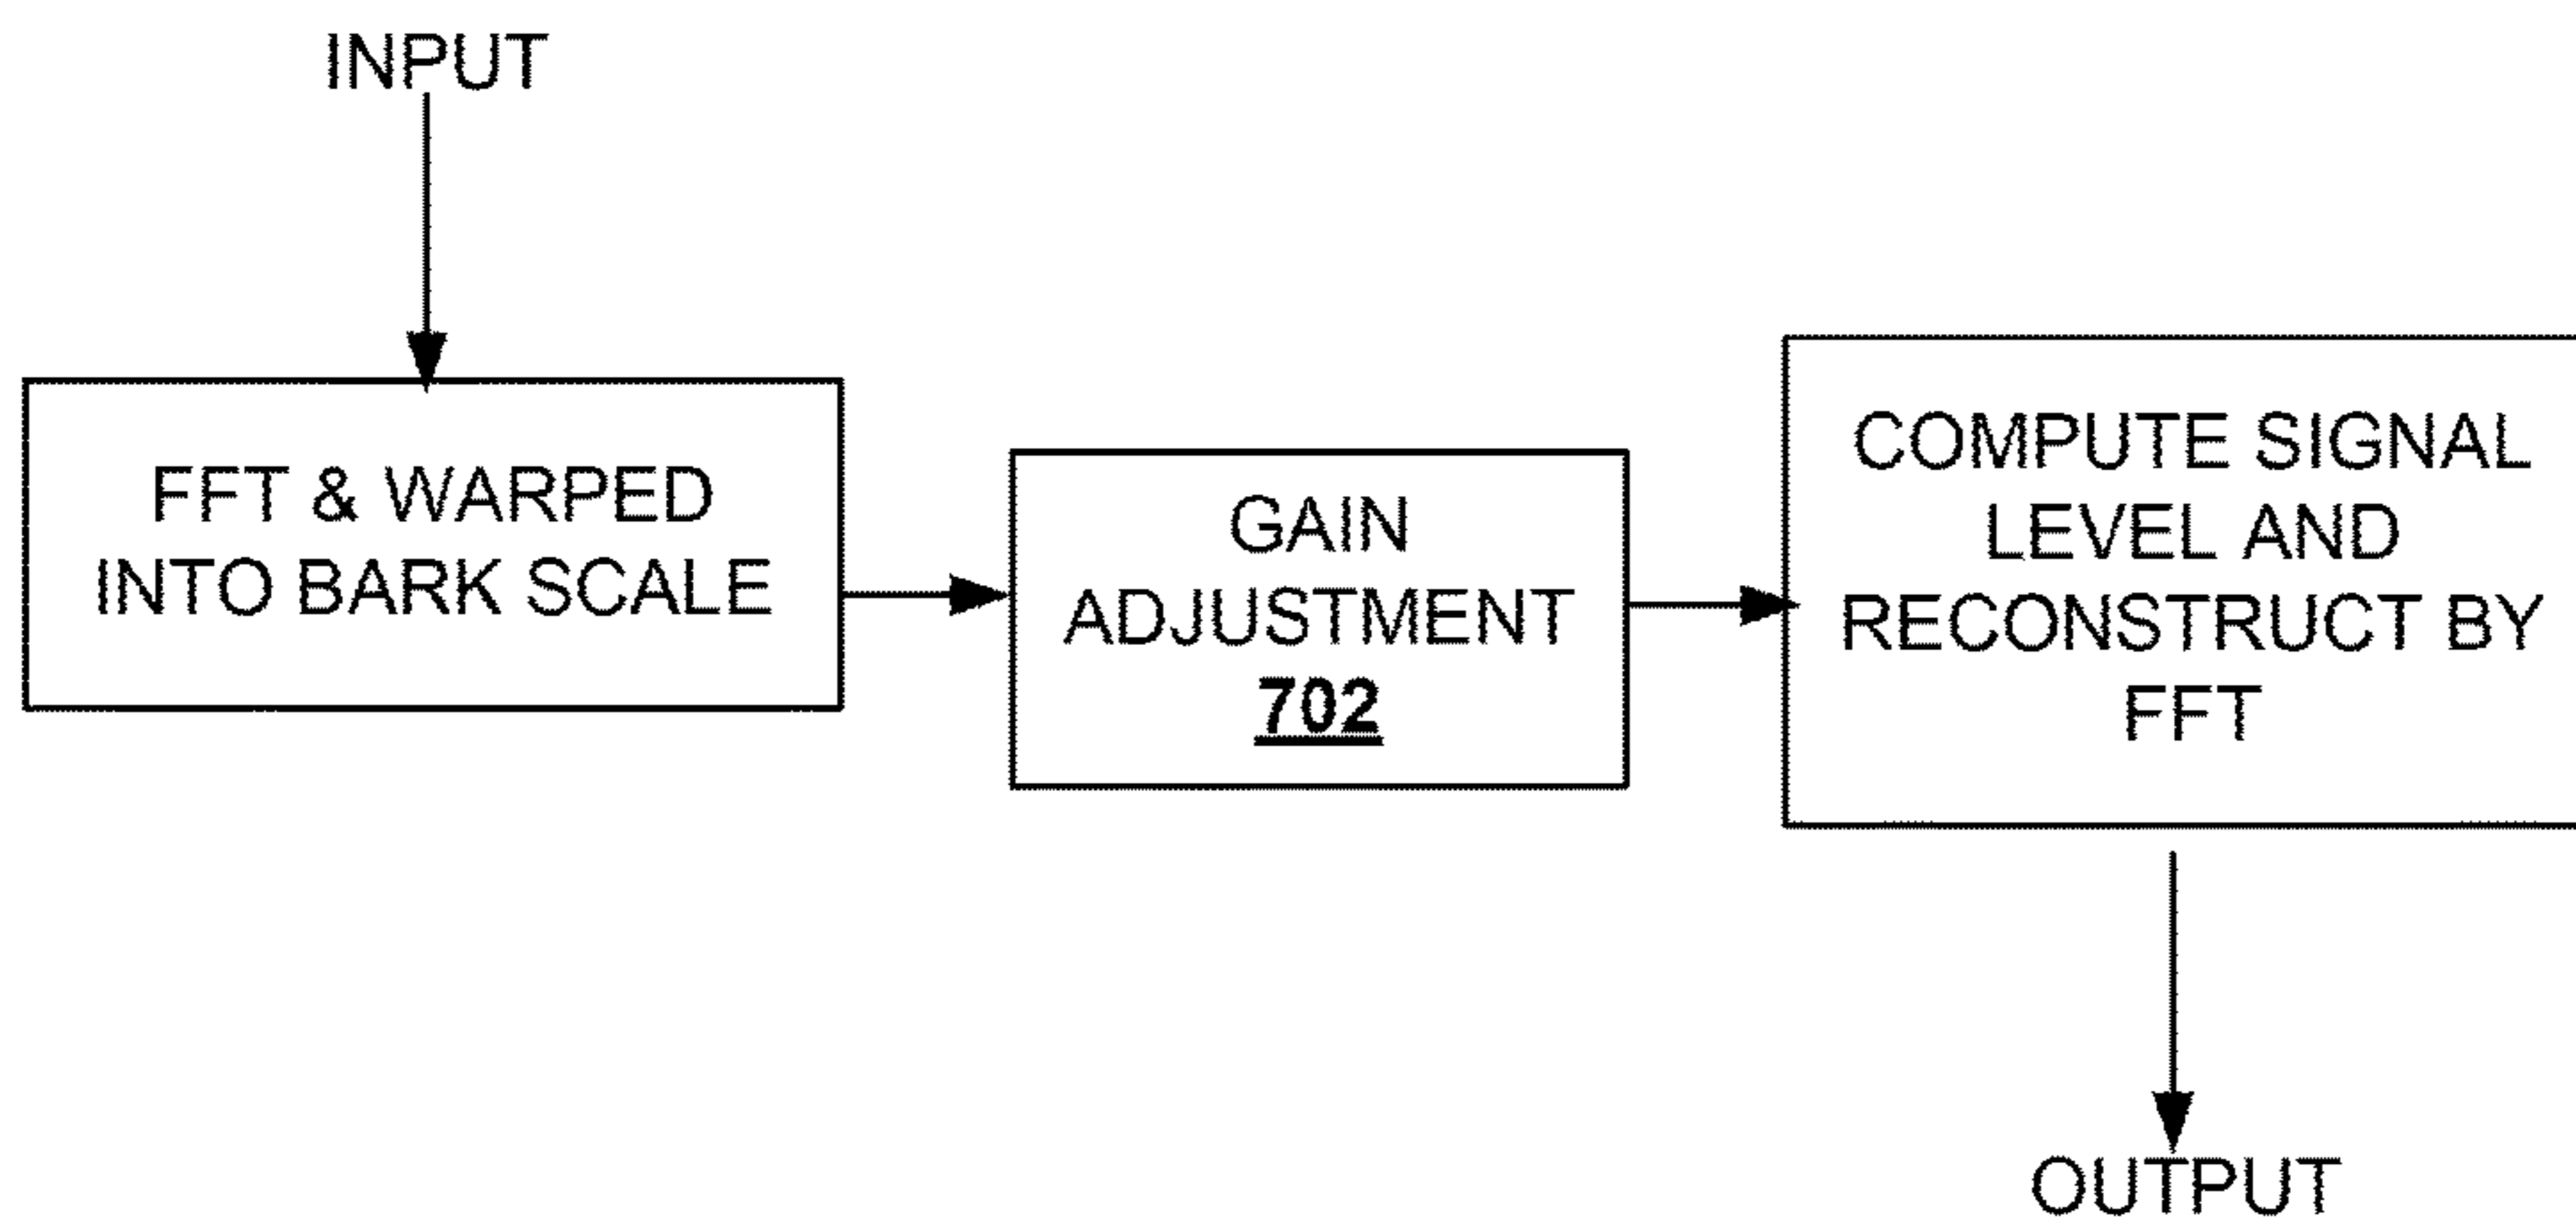 INPUT
FFT & WARPED
INTO BARK SCALE
GAIN
ADJUSTMENT
702
COMPUTE SIGNAL
LEVEL AND
RECONSTRUCT BY
FFT
OUTPUT